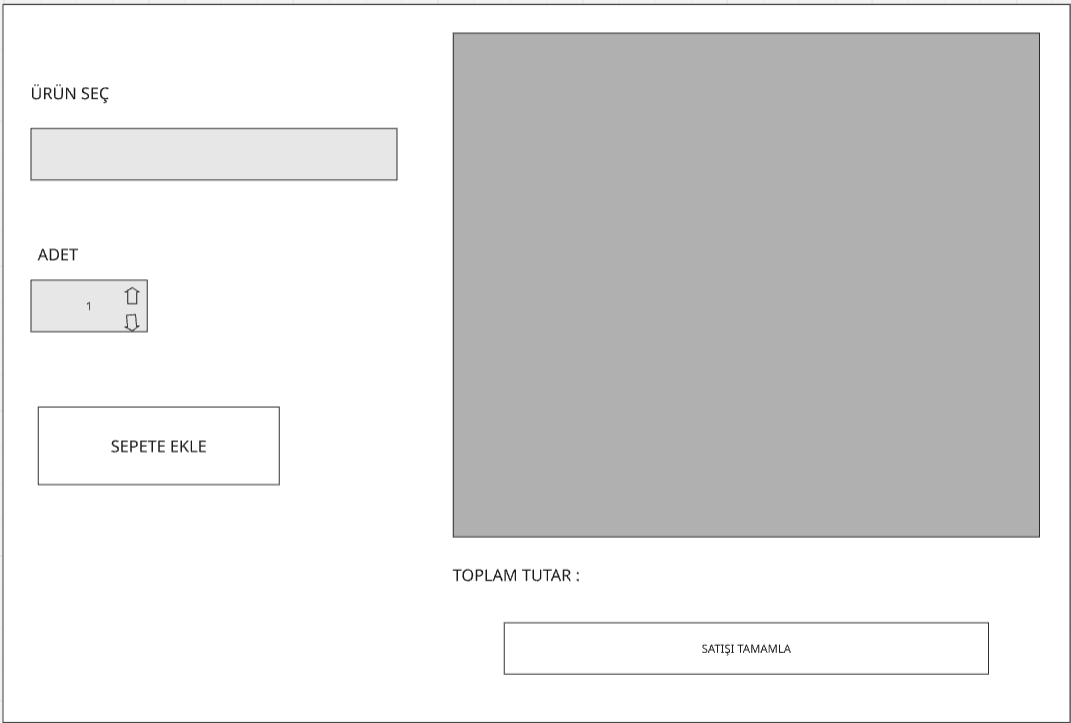 ÜRÜN SEÇ
ADET
1
SEPETE EKLE
TOPLAM TUTAR :
SATIŞI TAMAMLA